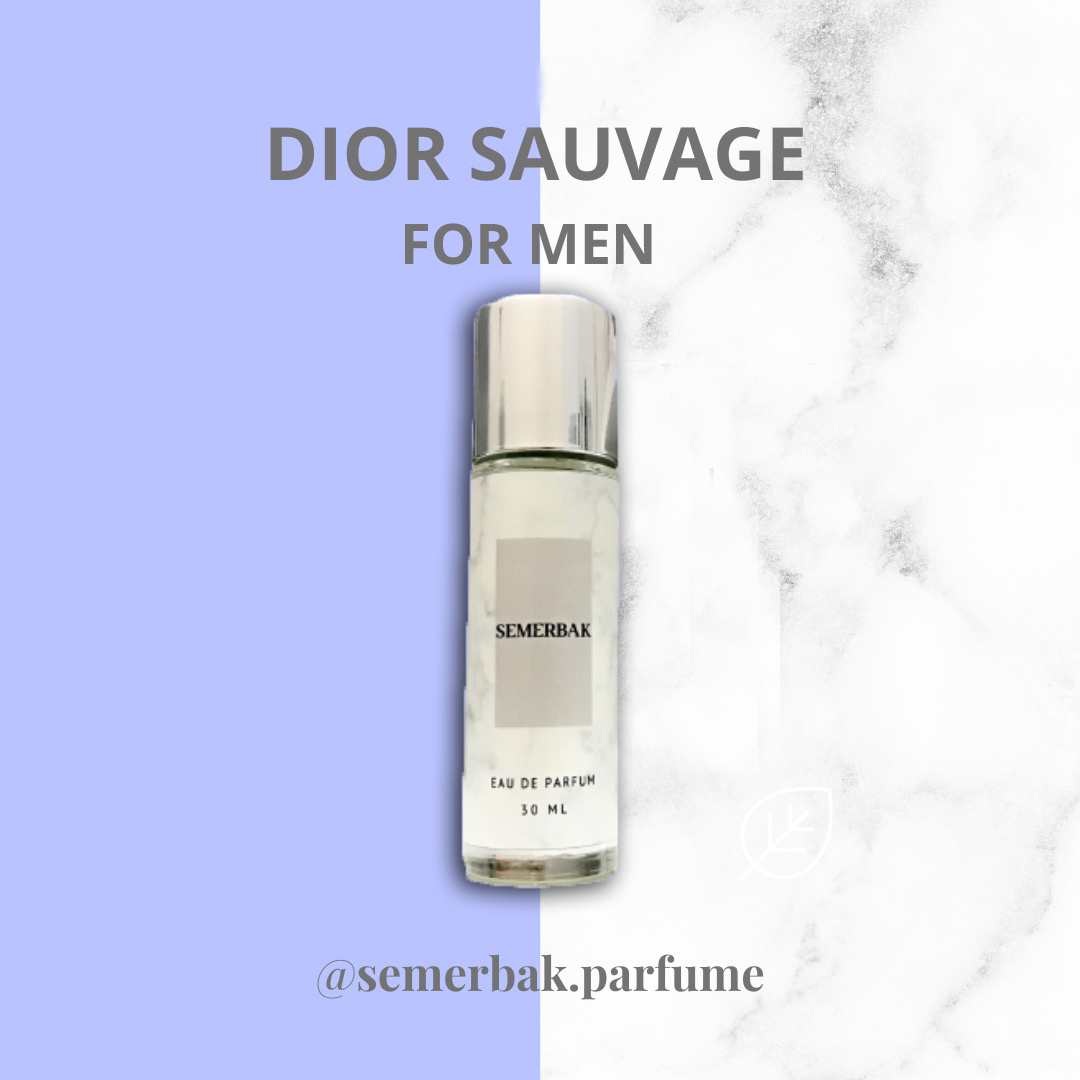 DIOR SAUVAGE
FOR MEN
SEMERBAK
EAU DE PARFUM
30 ML
@semerbak.parfume